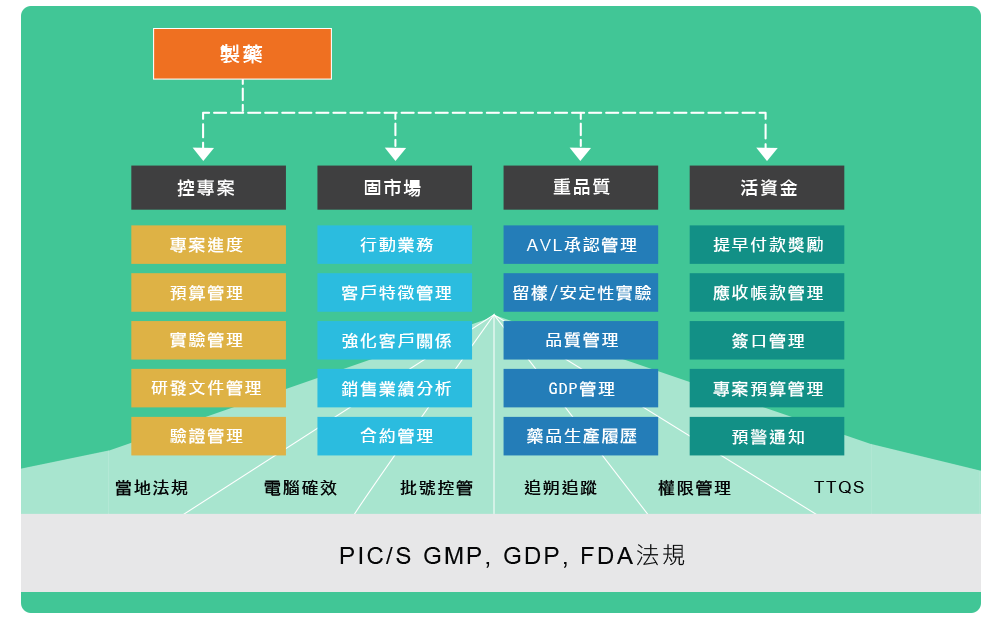 製藥
控專案
專案進度
預算管理
實驗管理
研發文件管理
驗證管理
固市場
行動業務
客戶特徵管理
強化客戶關係
銷售業績分析
合約管理
重品質
AVL承認管理
留樣/安定性實驗
品質管理
GDP管理
藥品生產履歷
活資金
提早付款獎勵
應收帳款管理
簽口管理
專案預算管理
預警通知
當地法規
電腦確效
批號控管
追朔追蹤
權限管理
TTQS
PIC/S GMP, GDP, FDA法規